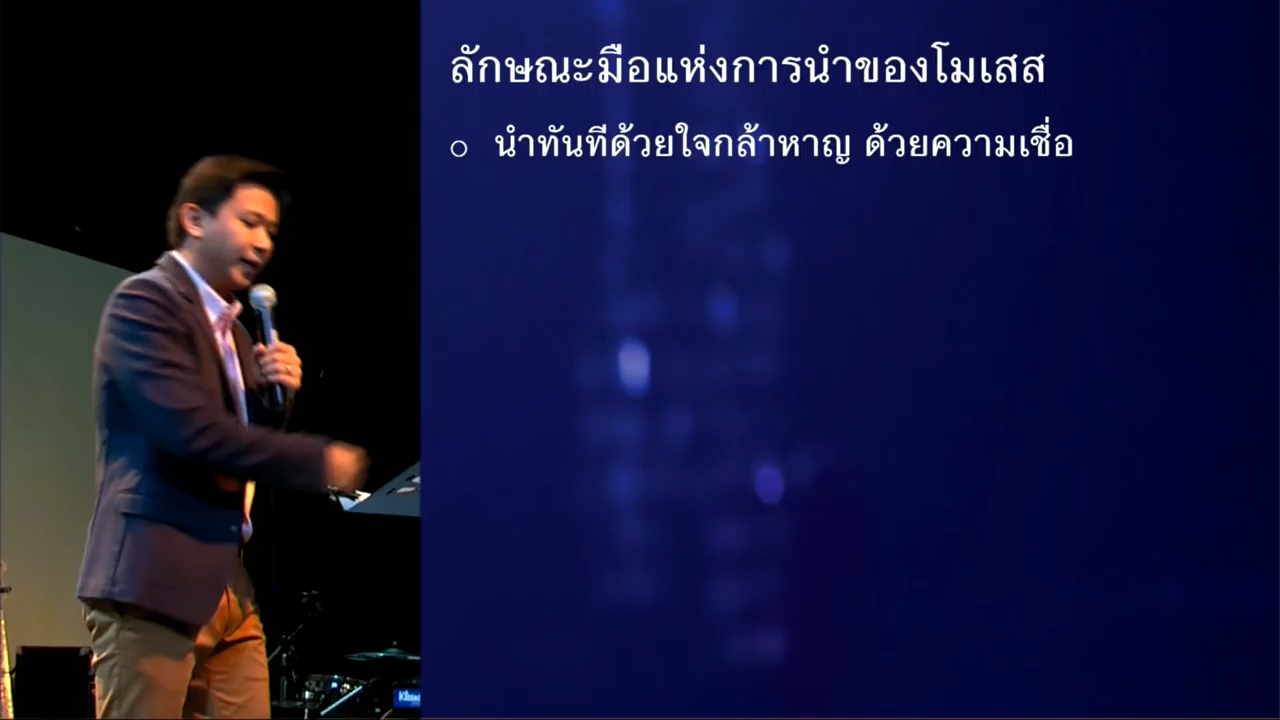 ลักษณะมือแห่งการนำของโมเสส
นำทันทีด้วยใจกล้าหาญ ด้วยความเชื่อ